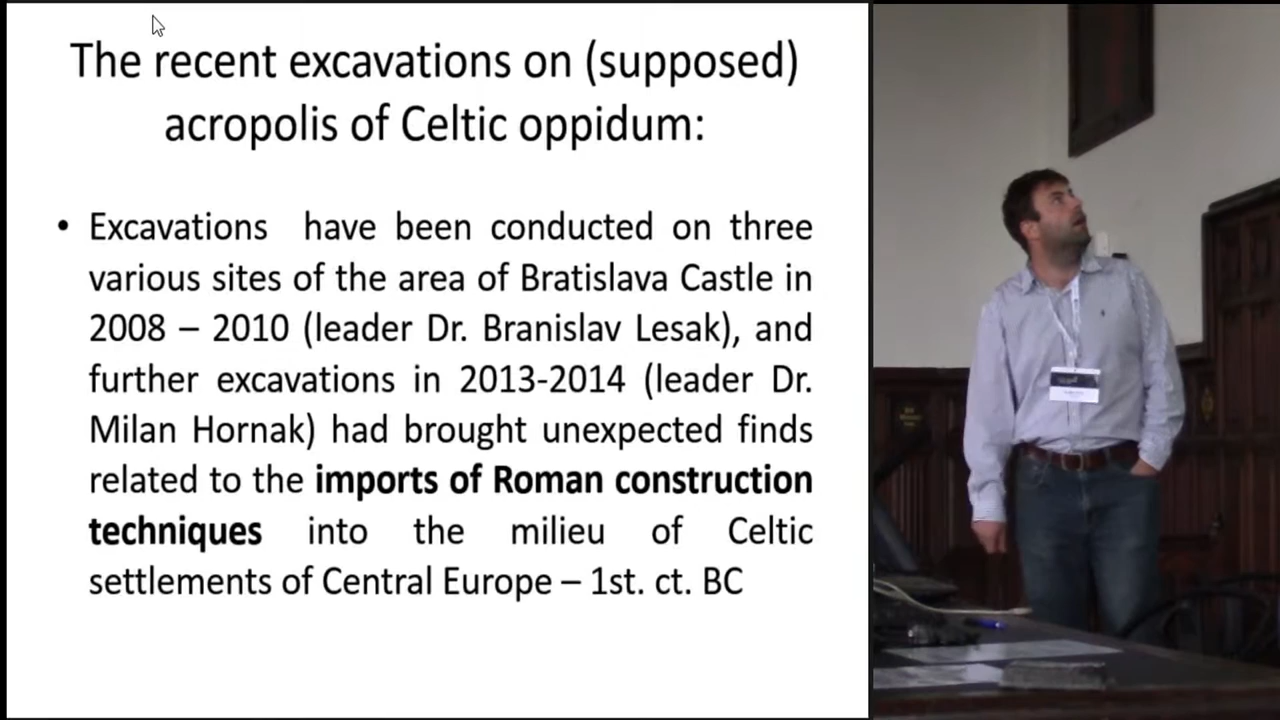 The recent excavations on (supposed)
acropolis of Celtic oppidum:
• Excavations have been conducted on three
various sites of the area of Bratislava Castle in
2008 – 2010 (leader Dr. Branislav Lesak), and
further excavations in 2013-2014 (leader Dr.
Milan Hornak) had brought unexpected finds
related to the imports of Roman construction
techniques into the milieu of Celtic
settlements of Central Europe – 1st. ct. BC